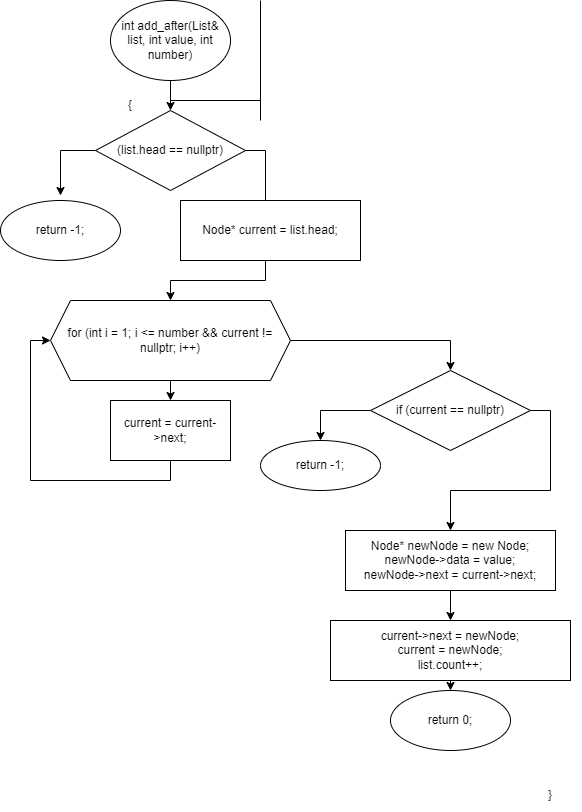 int add_after(List&
list, int value, int
number)
{
(list.head == nullptr)
return -1;
Node* current = list.head;
for (int i = 1; i <= number && current !=
nullptr; i++)
current = current-
>next;
if (current == nullptr)
return -1;
Node* newNode = new Node;
newNode->data = value;
newNode->next = current->next;
current->next = newNode;
current = newNode;
list.count++;
return 0;
}